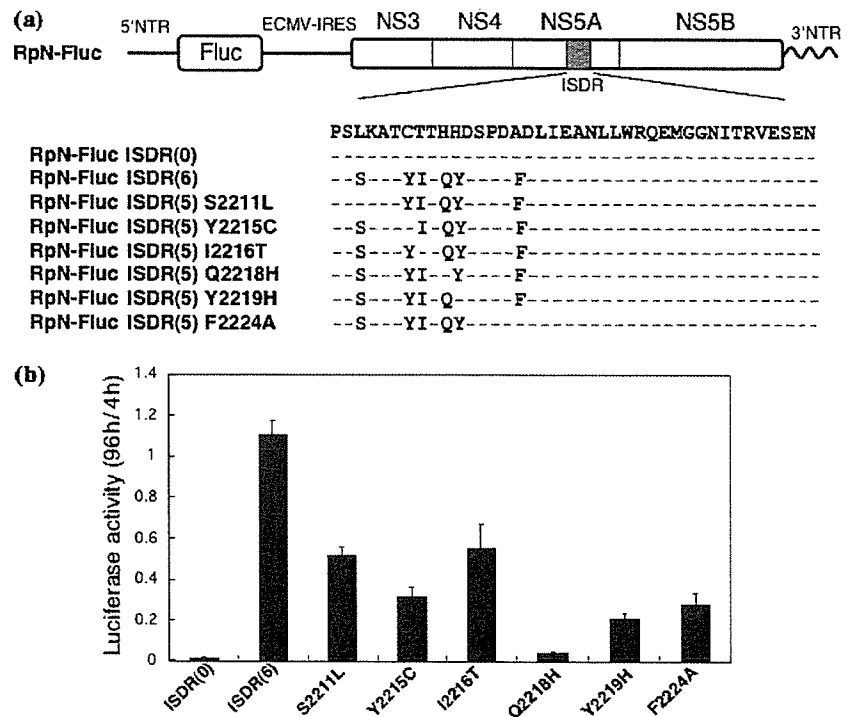 (a)
5'NTR ECMV-IRES NS3 NS4 NS5A NS5B 3'NTR
RpN-Fluc Fluc
ISDR
PSLKATCTTHHDSPDADLIEANLLWRQEMGGNITRVESEN
RpN-Fluc ISDR(0) ----------------------------------------
RpN-Fluc ISDR(6) --S---YI-QY----F------------------------
RpN-Fluc ISDR(5) S2211L ------YI-QY----F------------------------
RpN-Fluc ISDR(5) Y2215C --S----I-QY----F------------------------
RpN-Fluc ISDR(5) I2216T --S---Y--QY----F------------------------
RpN-Fluc ISDR(5) Q2218H --S---YI--Y----F------------------------
RpN-Fluc ISDR(5) Y2219H --S---YI-Q-----F------------------------
RpN-Fluc ISDR(5) F2224A --S---YI-QY-----------------------------
(b)
Luciferase activity (96h/4h)
1.4
1.2
1
0.8
0.6
0.4
0.2
0
ISDR(0) ISDR(6) S2211L Y2215C I2216T Q2218H Y2219H F2224A